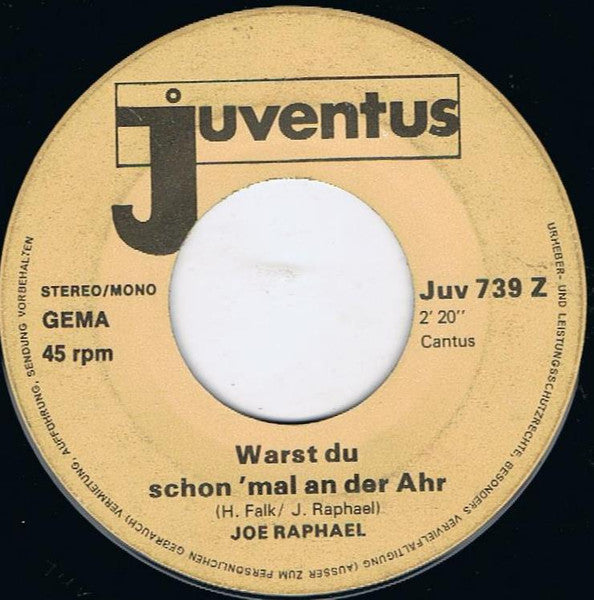 juventus
STEREO/MONO
GEMA
45 rpm
Juv 739 Z
2' 20''
Cantus
Warst du
schon 'mal an der Ahr
(H. Falk/ J. Raphael)
JOE RAPHAEL
URHEBER- UND LEISTUNGSSCHUTZRECHTE, BESONDERS VERVIELFÄLTIGUNG (AUSSER ZUM PERSÖNLICHEN GEBRAUCH) VERMIETUNG, AUFFÜHRUNG, SENDUNG VORBEHALTEN